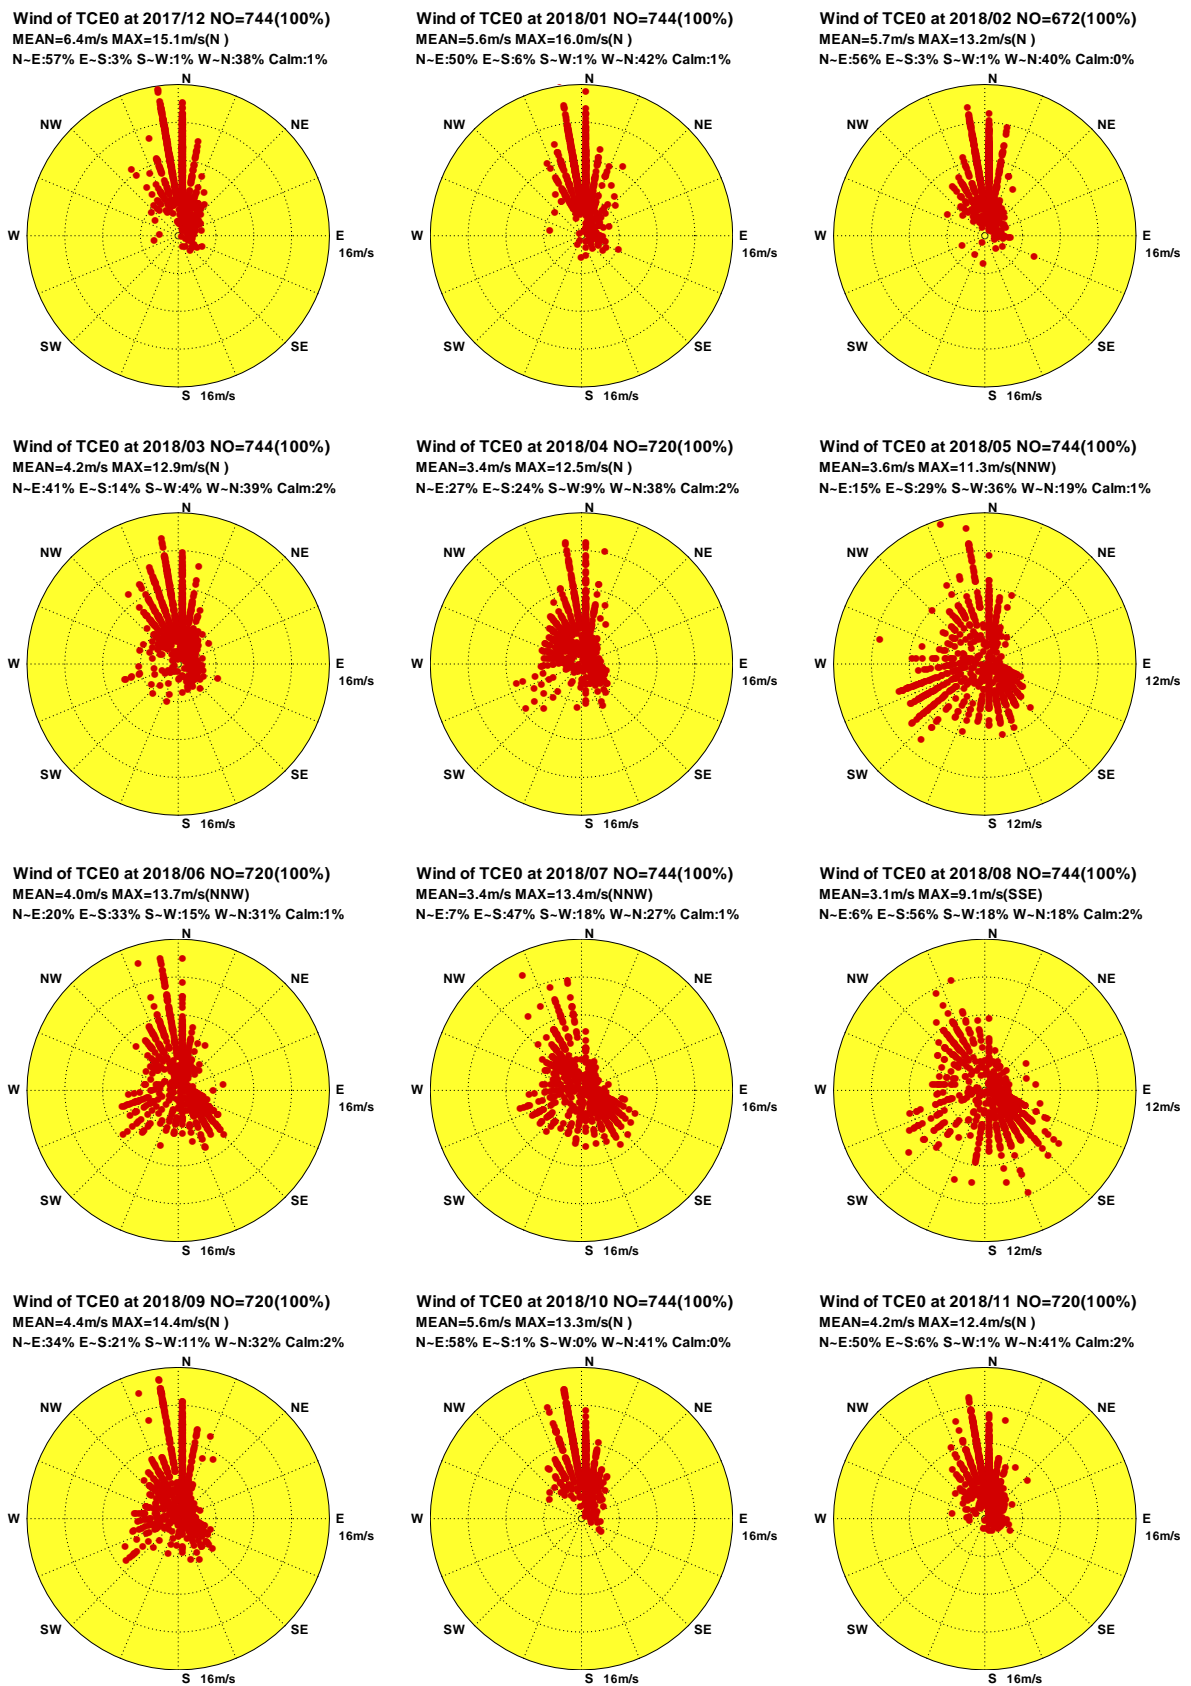 Wind of TCE0 at 2017/12 NO=744(100%)
MEAN=6.4m/s MAX=15.1m/s(N )
N~E:57% E~S:3% S~W:1% W~N:38% Calm:1%
N
NW
NE
W
E
16m/s
SW
SE
S 16m/s
Wind of TCE0 at 2018/01 NO=744(100%)
MEAN=5.6m/s MAX=16.0m/s(N )
N~E:50% E~S:6% S~W:1% W~N:42% Calm:1%
N
NW
NE
W
E
16m/s
SW
SE
S 16m/s
Wind of TCE0 at 2018/02 NO=672(100%)
MEAN=5.7m/s MAX=13.2m/s(N )
N~E:56% E~S:3% S~W:1% W~N:40% Calm:0%
N
NW
NE
W
E
16m/s
SW
SE
S 16m/s
Wind of TCE0 at 2018/03 NO=744(100%)
MEAN=4.2m/s MAX=12.9m/s(N )
N~E:41% E~S:14% S~W:4% W~N:39% Calm:2%
N
NW
NE
W
E
16m/s
SW
SE
S 16m/s
Wind of TCE0 at 2018/04 NO=720(100%)
MEAN=3.4m/s MAX=12.5m/s(N )
N~E:27% E~S:24% S~W:9% W~N:38% Calm:2%
N
NW
NE
W
E
16m/s
SW
SE
S 16m/s
Wind of TCE0 at 2018/05 NO=744(100%)
MEAN=3.6m/s MAX=11.3m/s(NNW)
N~E:15% E~S:29% S~W:36% W~N:19% Calm:1%
N
NW
NE
W
E
12m/s
SW
SE
S 12m/s
Wind of TCE0 at 2018/06 NO=720(100%)
MEAN=4.0m/s MAX=13.7m/s(NNW)
N~E:20% E~S:33% S~W:15% W~N:31% Calm:1%
N
NW
NE
W
E
16m/s
SW
SE
S 16m/s
Wind of TCE0 at 2018/07 NO=744(100%)
MEAN=3.4m/s MAX=13.4m/s(NNW)
N~E:7% E~S:47% S~W:18% W~N:27% Calm:1%
N
NW
NE
W
E
16m/s
SW
SE
S 16m/s
Wind of TCE0 at 2018/08 NO=744(100%)
MEAN=3.1m/s MAX=9.1m/s(SSE)
N~E:6% E~S:56% S~W:18% W~N:18% Calm:2%
N
NW
NE
W
E
12m/s
SW
SE
S 12m/s
Wind of TCE0 at 2018/09 NO=720(100%)
MEAN=4.4m/s MAX=14.4m/s(N )
N~E:34% E~S:21% S~W:11% W~N:32% Calm:2%
N
NW
NE
W
E
16m/s
SW
SE
S 16m/s
Wind of TCE0 at 2018/10 NO=744(100%)
MEAN=5.6m/s MAX=13.3m/s(N )
N~E:58% E~S:1% S~W:0% W~N:41% Calm:0%
N
NW
NE
W
E
16m/s
SW
SE
S 16m/s
Wind of TCE0 at 2018/11 NO=720(100%)
MEAN=4.2m/s MAX=12.4m/s(N )
N~E:50% E~S:6% S~W:1% W~N:41% Calm:2%
N
NW
NE
W
E
16m/s
SW
SE
S 16m/s